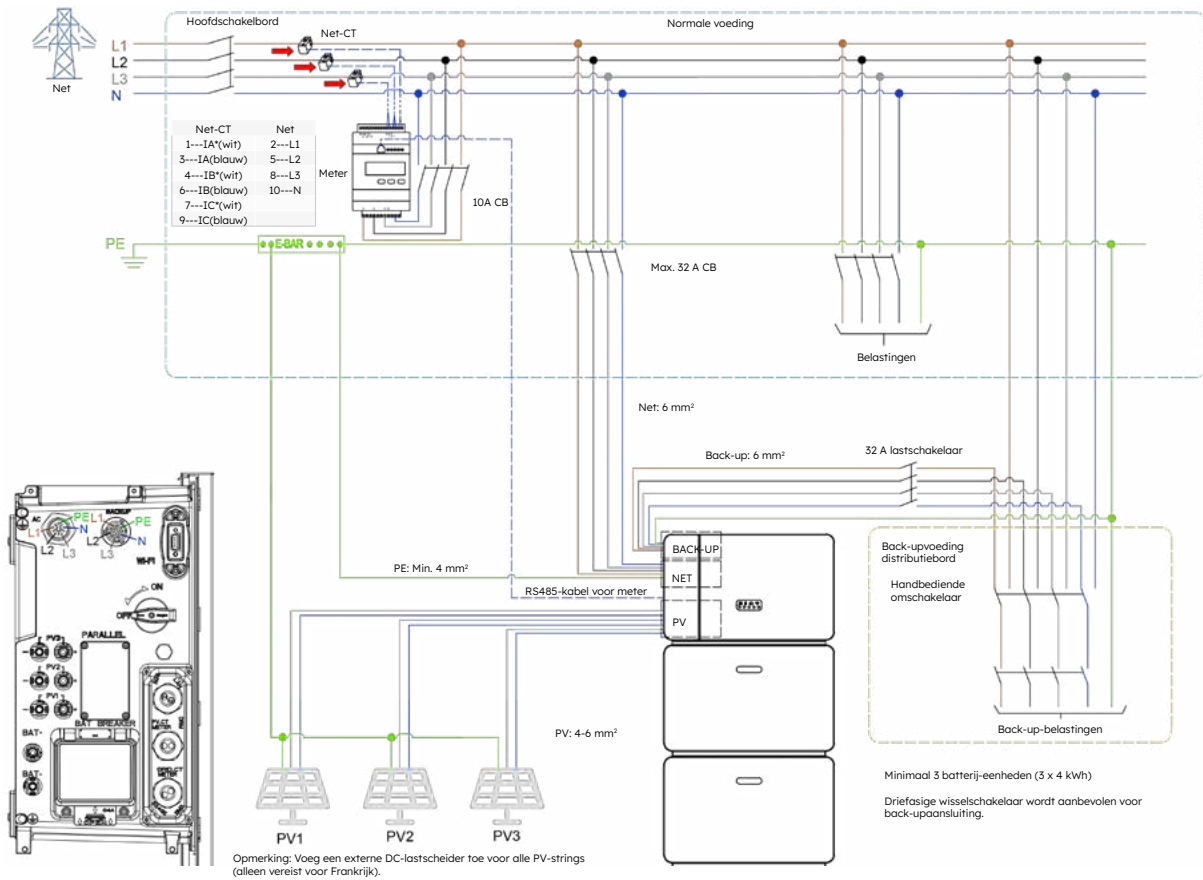 Hoofdschakelbord
Normale voeding
Net-CT
L1
L2
L3
N
Net
Net-CT Net
1---IA*(wit) 2---L1
3---IA(blauw) 5---L2
4---IB*(wit) 8---L3
6---IB(blauw) 10---N
7---IC*(wit)
9---IC(blauw)
Meter
10A CB
PE
E-BAR
Max. 32 A CB
Belastingen
Net: 6 mm²
Back-up: 6 mm²
32 A lastschakelaar
BACK-UP
NET
PV
PE: Min. 4 mm²
RS485-kabel voor meter
Back-upvoeding
distributiebord
Handbediende
omschakelaar
Back-up-belastingen
PV: 4-6 mm²
PV1
PV2
PV3
Minimaal 3 batterij-eenheden (3 x 4 kWh)
Driefasige wisselschakelaar wordt aanbevolen voor
back-upaansluiting.
Opmerking: Voeg een externe DC-lastscheider toe voor alle PV-strings
(alleen vereist voor Frankrijk).
AC
BACKUP
PE
L1
PE
L1
N
L2
N
L2
L3
L3
WI-FI
ON
OFF
PARALLEL
PV3
- +
PV2
- +
PV1
- +
BAT BREAKER
BAT-
BAT-
PV-CT
METER
GRID.CT
METER